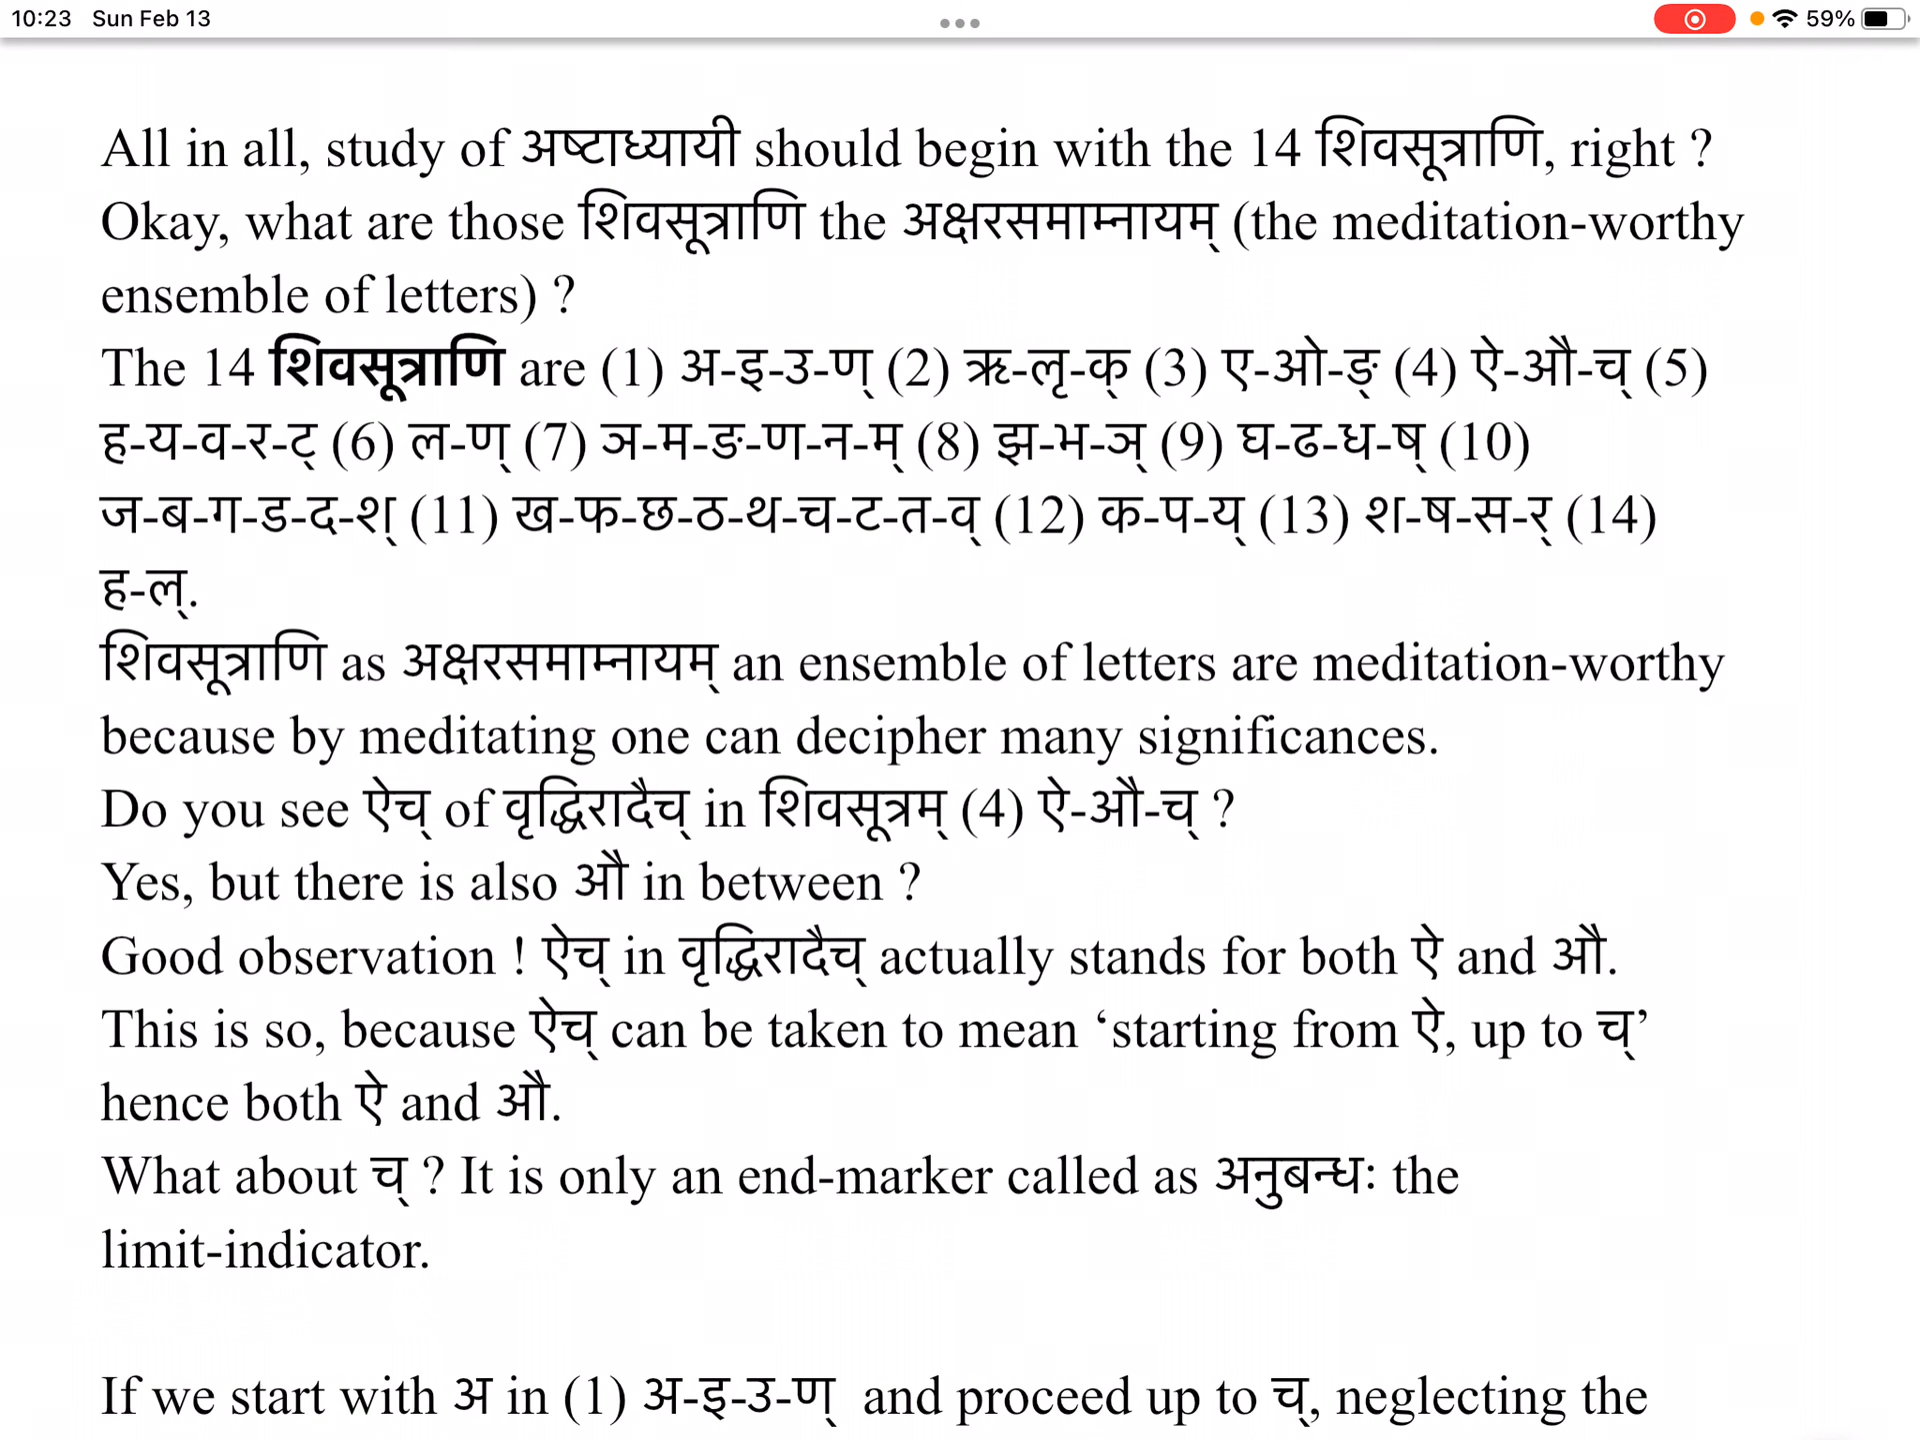 10:23 Sun Feb 13 59%
All in all, study of अष्टाध्यायी should begin with the 14 शिवसूत्राणि, right ?
Okay, what are those शिवसूत्राणि the अक्षरसमाम्नायम् (the meditation-worthy
ensemble of letters) ?
The 14 शिवसूत्राणि are (1) अ-इ-उ-ण् (2) ऋ-लृ-क् (3) ए-ओ-ङ् (4) ऐ-औ-च् (5)
ह-य-व-र-ट् (6) ल-ण् (7) ञ-म-ङ-ण-न-म् (8) झ-भ-ञ् (9) घ-ढ-ध-ष् (10)
ज-ब-ग-ड-द-श् (11) ख-फ-छ-ठ-थ-च-ट-त-व् (12) क-प-य् (13) श-ष-स-र् (14)
ह-ल्.
शिवसूत्राणि as अक्षरसमाम्नायम् an ensemble of letters are meditation-worthy
because by meditating one can decipher many significances.
Do you see ऐच् of वृद्धिरादैच् in शिवसूत्रम् (4) ऐ-औ-च् ?
Yes, but there is also औ in between ?
Good observation ! ऐच् in वृद्धिरादैच् actually stands for both ऐ and औ.
This is so, because ऐच् can be taken to mean ‘starting from ऐ, up to च्’
hence both ऐ and औ.
What about च् ? It is only an end-marker called as अनुबन्धः the
limit-indicator.
If we start with अ in (1) अ-इ-उ-ण् and proceed up to च्, neglecting the